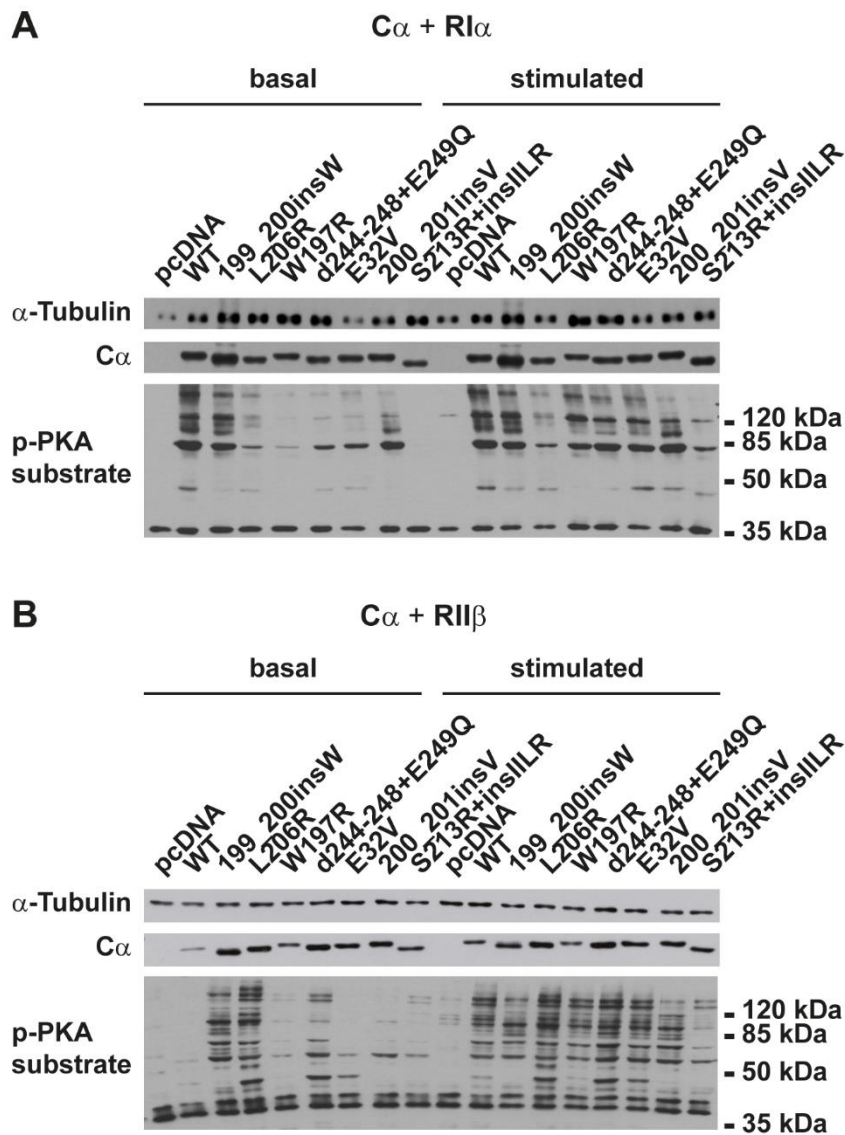 A
Cα + RIα
basal stimulated
pcDNA WT 199_200insW L206R W197R d244-248+E249Q E32V 200_201insV S213R+insIILR pcDNA WT 199_200insW L206R W197R d244-248+E249Q E32V 200_201insV S213R+insIILR
α-Tubulin
Cα
p-PKA
substrate
- 120 kDa
- 85 kDa
- 50 kDa
- 35 kDa
B
Cα + RIIβ
basal stimulated
pcDNA WT 199_200insW L206R W197R d244-248+E249Q E32V 200_201insV S213R+insIILR pcDNA WT 199_200insW L206R W197R d244-248+E249Q E32V 200_201insV S213R+insIILR
α-Tubulin
Cα
p-PKA
substrate
- 120 kDa
- 85 kDa
- 50 kDa
- 35 kDa